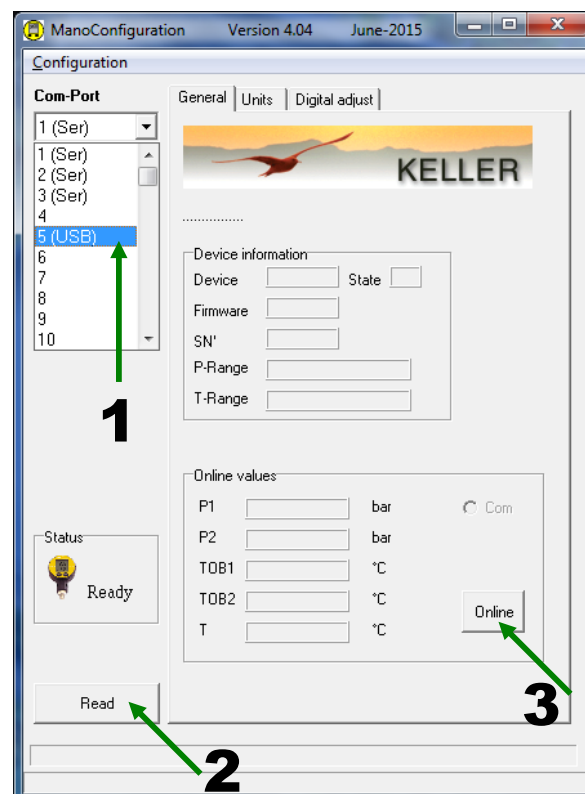 ManoConfiguration Version 4.04 June-2015
Configuration
Com-Port
1 (Ser)
1 (Ser)
2 (Ser)
3 (Ser)
4
5 (USB)
6
7
8
9
10
1
General Units Digital adjust
KELLER
................
Device information
Device State
Firmware
SN'
P-Range
T-Range
Online values
P1 bar Com
P2 bar
TOB1 °C
TOB2 °C
T °C
Online
3
Status
Ready
Read
2